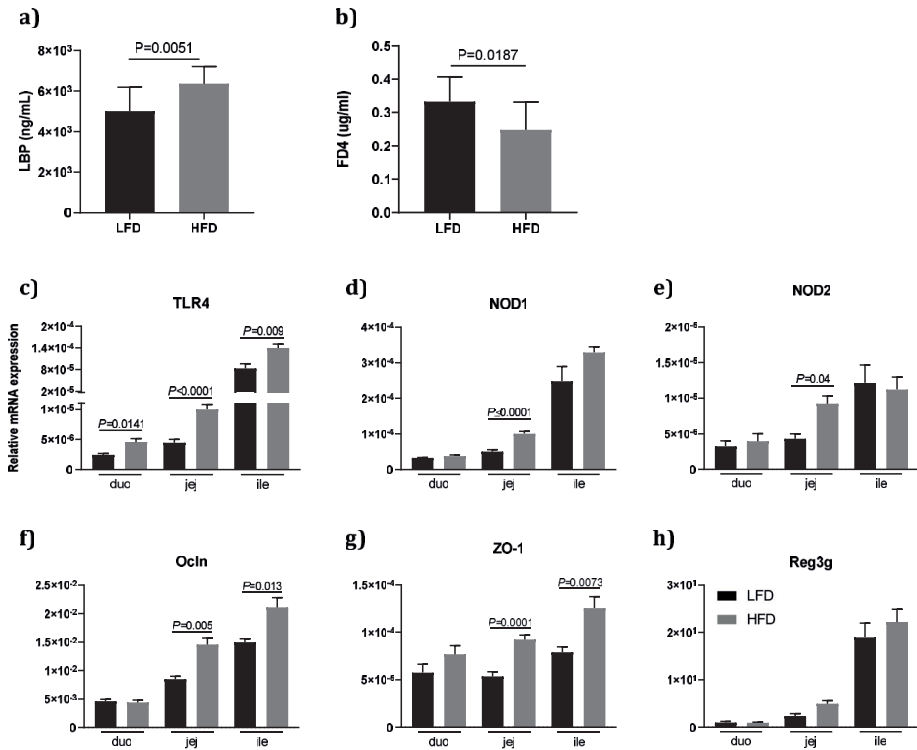 a)
P=0.0051
8×10³
6×10³
4×10³
2×10³
0
LBP (ng/mL)
LFD HFD
b)
P=0.0187
0.5
0.4
0.3
0.2
0.1
0.0
FD4 (ug/ml)
LFD HFD
c)
TLR4
Relative mRNA expression
2×10⁻⁴
1.4×10⁻⁴
8×10⁻⁵
2×10⁻⁵
1×10⁻⁵
5×10⁻⁶
0
P=0.0141
P<0.0001
P=0.009
duo jej ile
d)
NOD1
4×10⁻⁴
3×10⁻⁴
2×10⁻⁴
1×10⁻⁴
0
P≤0.0001
duo jej ile
e)
NOD2
2×10⁻⁵
2×10⁻⁵
1×10⁻⁵
5×10⁻⁶
0
P=0.04
duo jej ile
f)
Ocln
2.5×10⁻²
2.0×10⁻²
1.5×10⁻²
1.0×10⁻²
5×10⁻³
0
P=0.005
P=0.013
duo jej ile
g)
ZO-1
2×10⁻⁴
1×10⁻⁴
5×10⁻⁵
0
P=0.0001
P=0.0073
duo jej ile
h)
Reg3g
3×10¹
2×10¹
1×10¹
0
LFD
HFD
duo jej ile